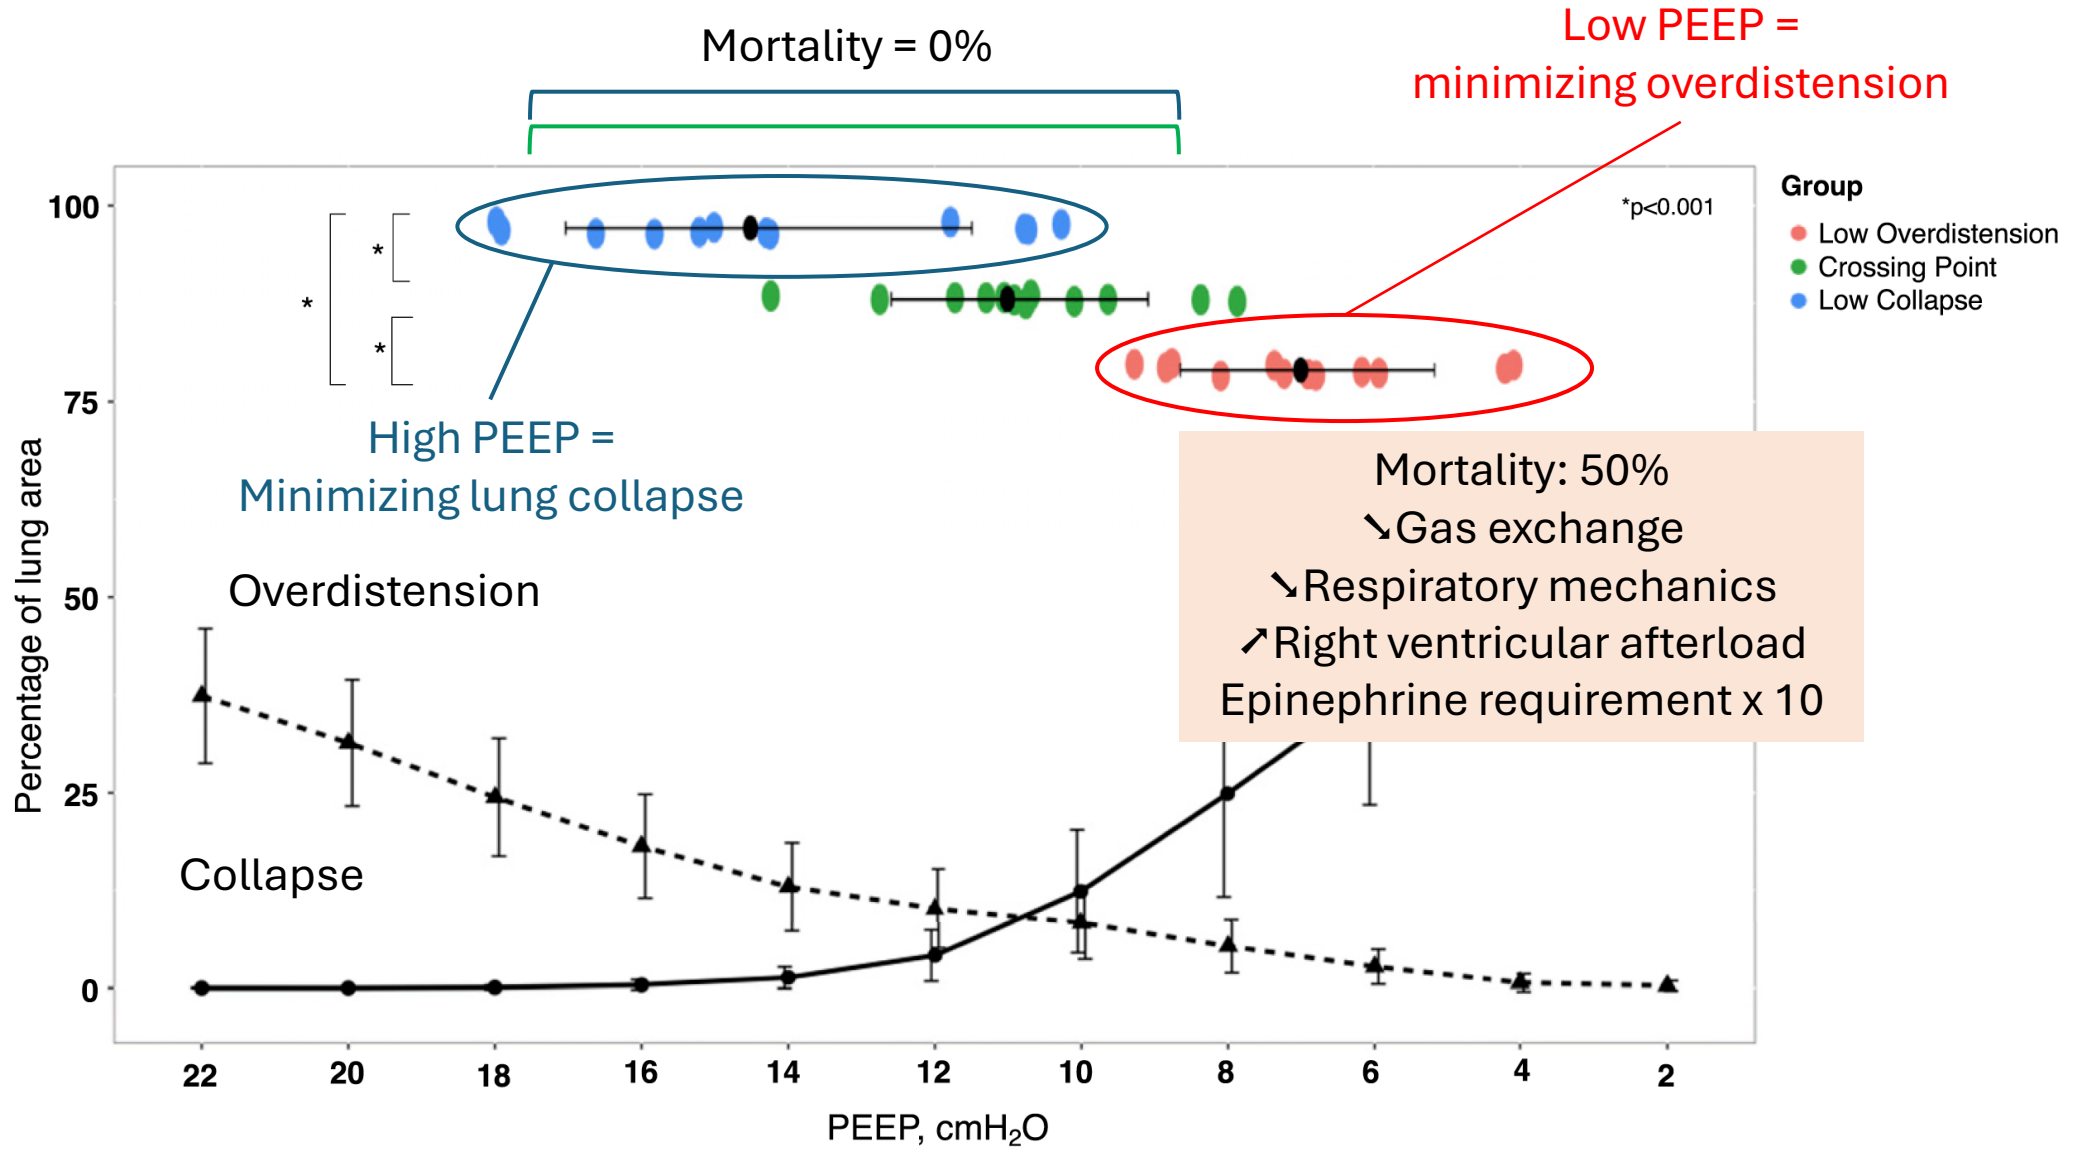 Mortality = 0%
Low PEEP =
minimizing overdistension
Group
Low Overdistension
Crossing Point
Low Collapse
*p<0.001
*
*
*
High PEEP =
Minimizing lung collapse
Mortality: 50%
➘Gas exchange
➘Respiratory mechanics
➚Right ventricular afterload
Epinephrine requirement x 10
Overdistension
Collapse
Percentage of lung area
100
75
50
25
0
22 20 18 16 14 12 10 8 6 4 2
PEEP, cmH₂O